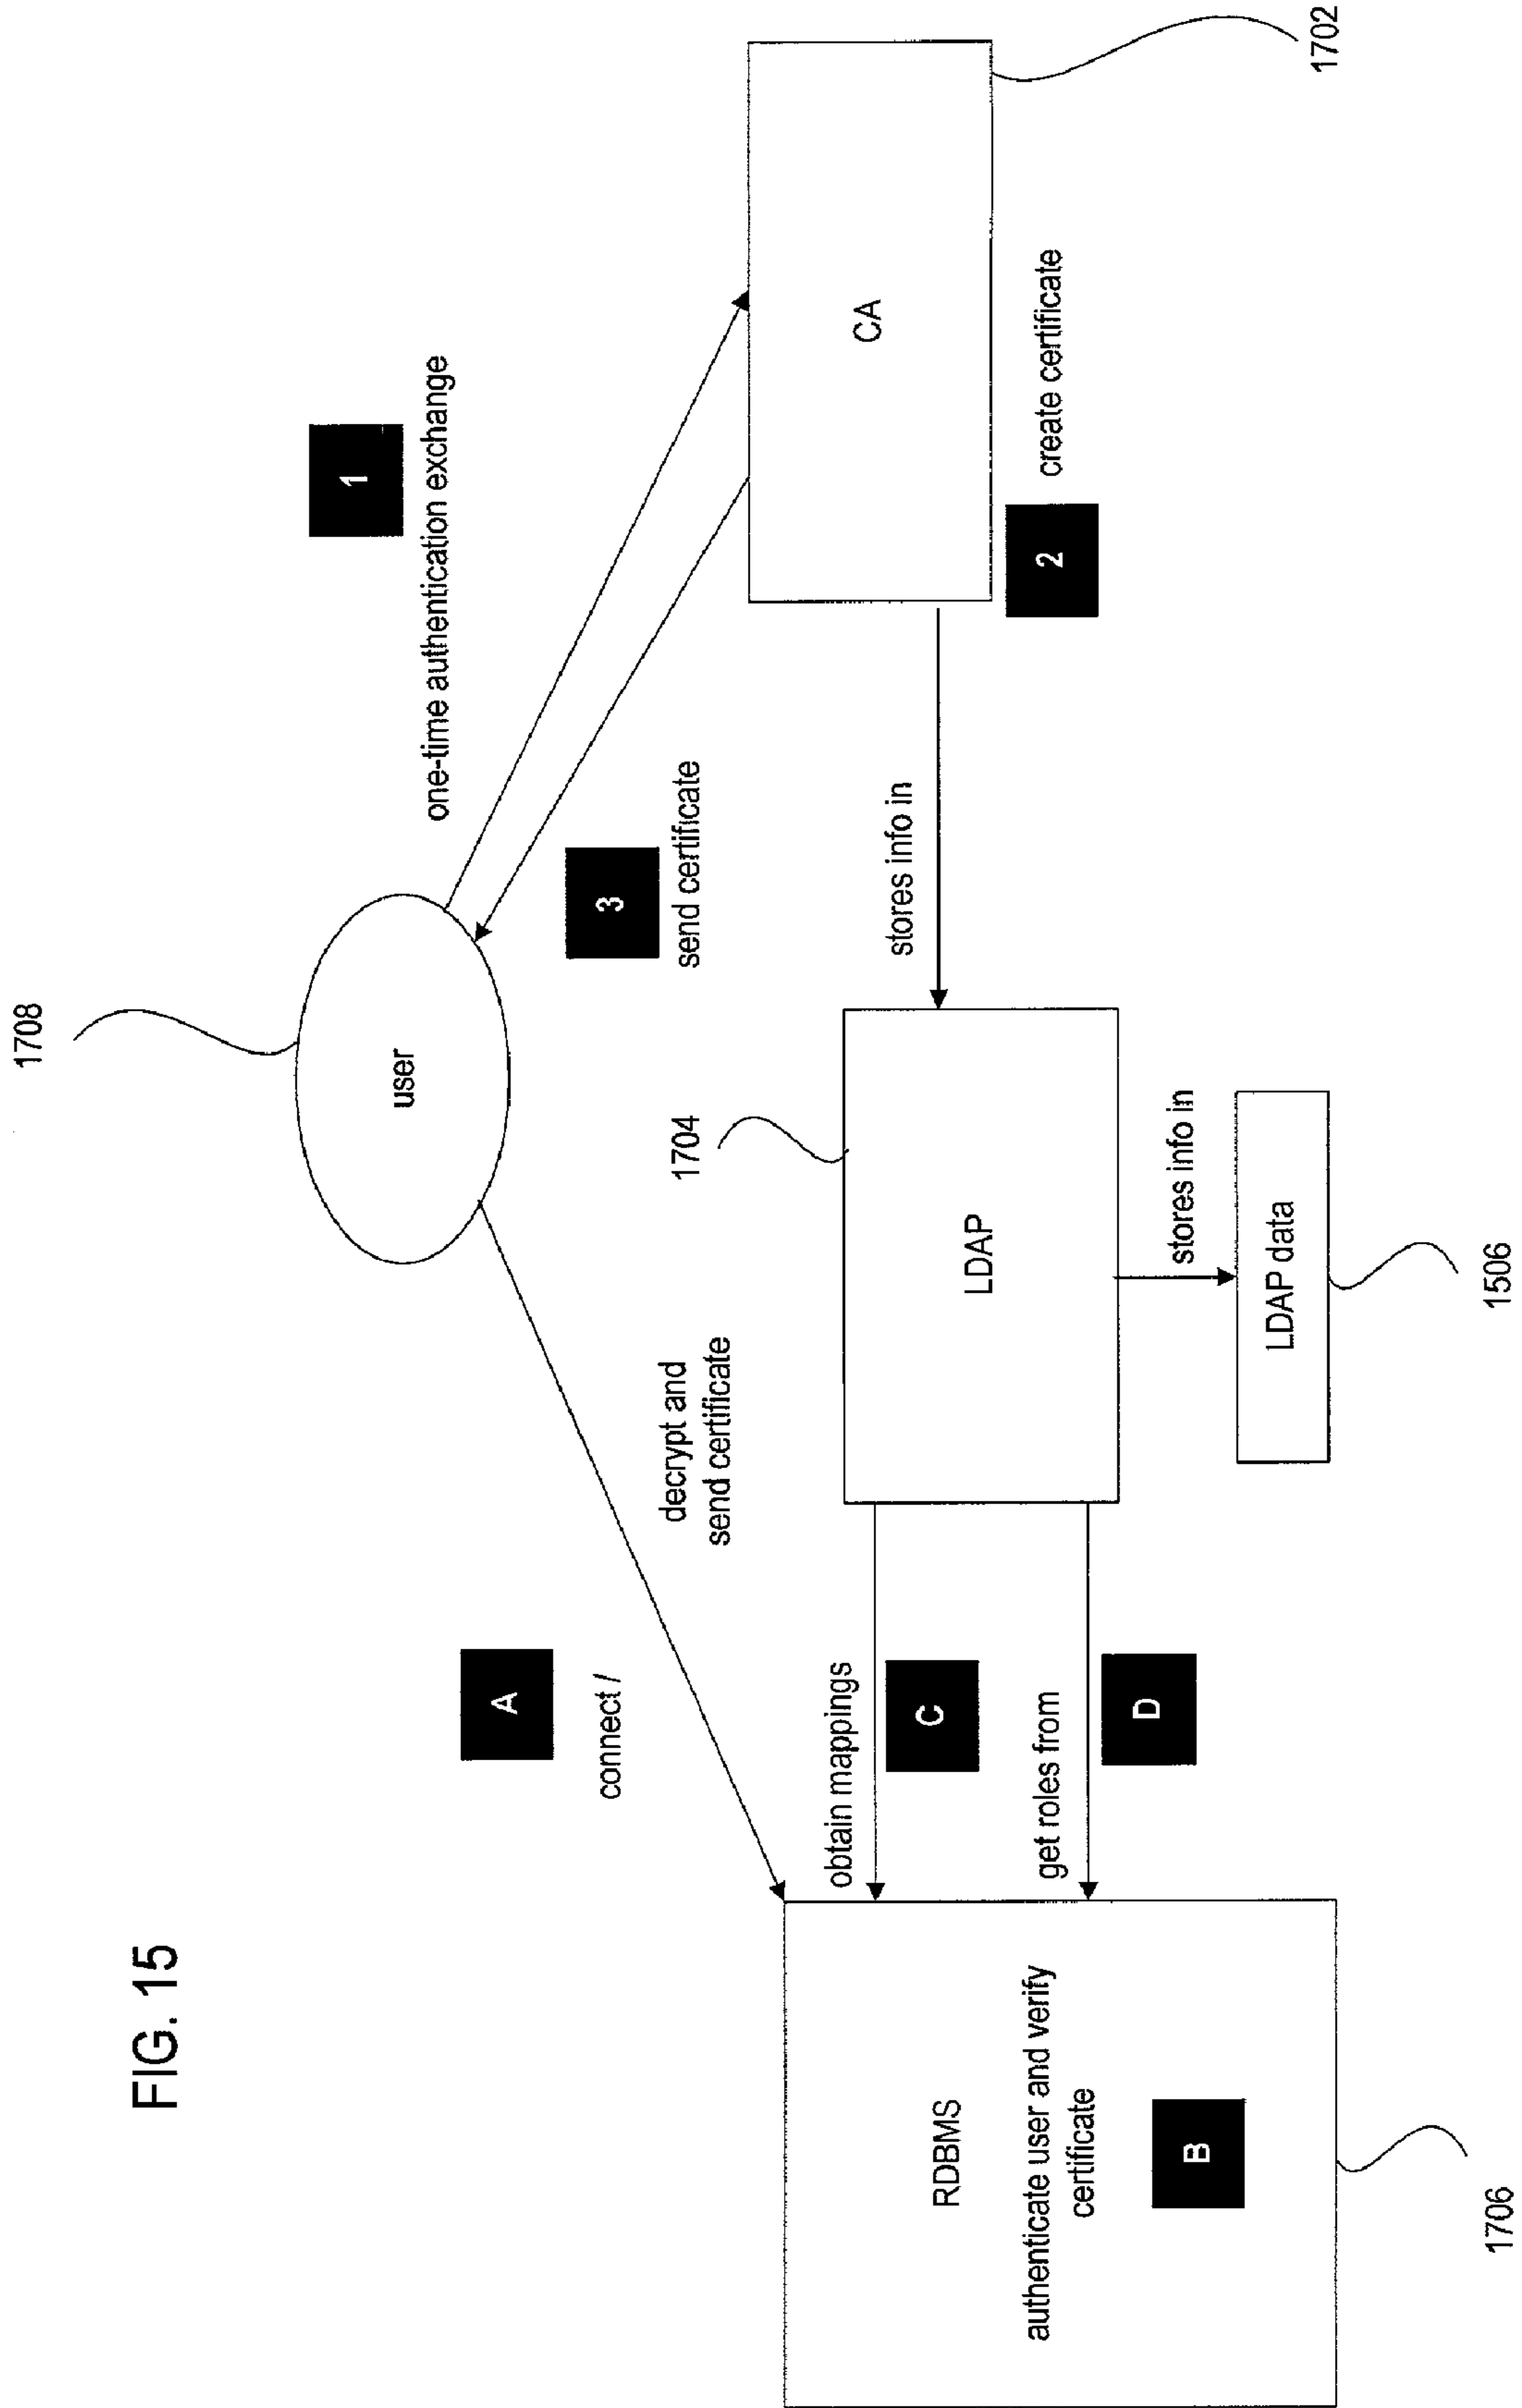 FIG. 15
1708
user
1
one-time authentication exchange
3
send certificate
A
connect /
decrypt and
send certificate
CA
1702
2
create certificate
stores info in
1704
LDAP
stores info in
LDAP data
1506
obtain mappings
C
get roles from
D
RDBMS
authenticate user and verify
certificate
B
1706